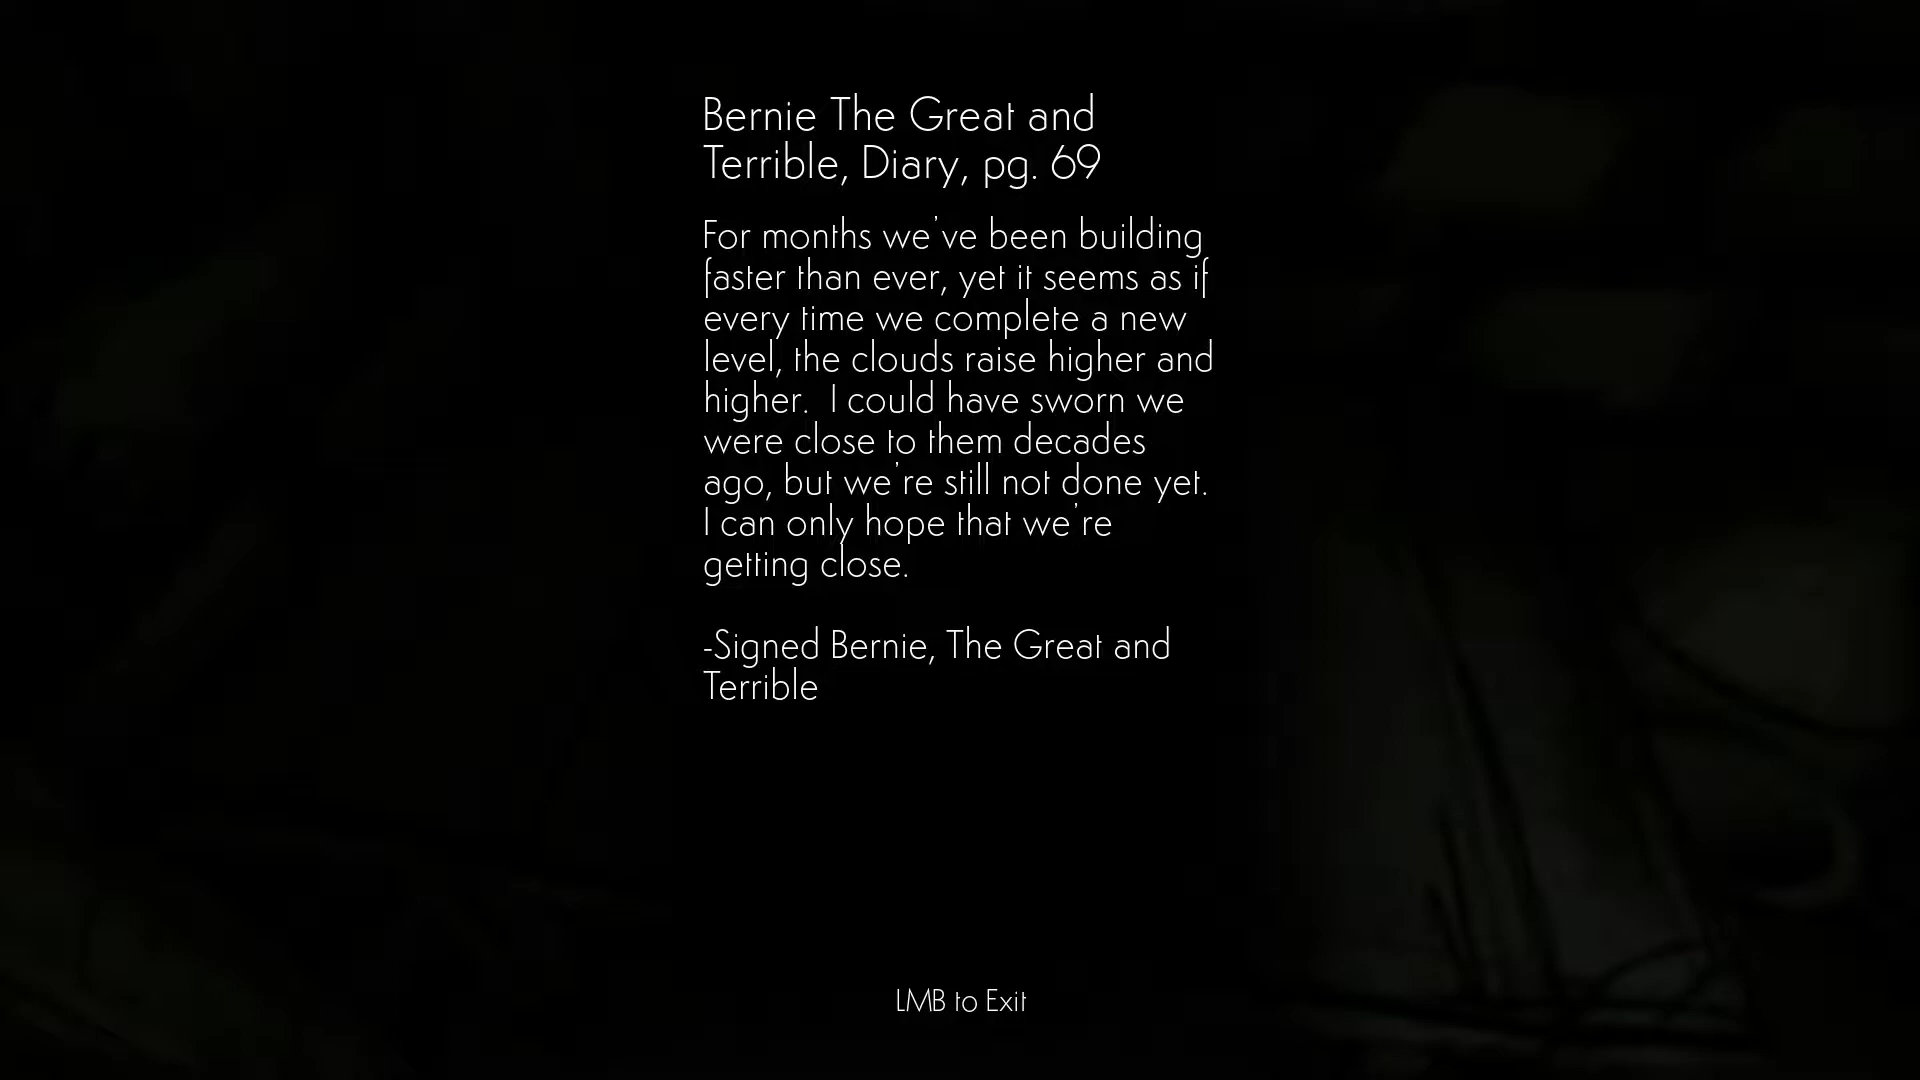 Bernie The Great and
Terrible, Diary, pg. 69
For months we've been building
faster than ever, yet it seems as if
every time we complete a new
level, the clouds raise higher and
higher.  I could have sworn we
were close to them decades
ago, but we're still not done yet.
I can only hope that we're
getting close.
-Signed Bernie, The Great and
Terrible
LMB to Exit